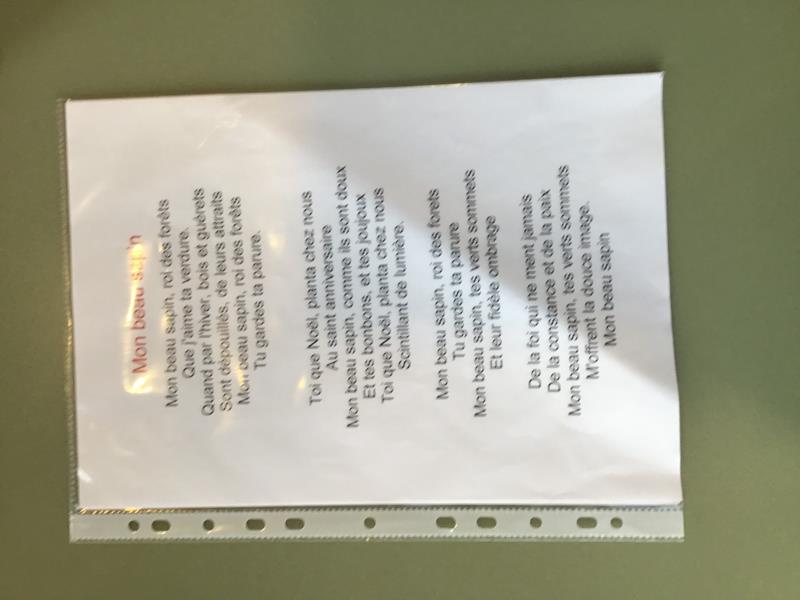 Mon beau sapin
Mon beau sapin, roi des forêts
Que j'aime ta verdure.
Quand par l'hiver, bois et guérets
Sont dépouillés, de leurs attraits
Mon beau sapin, roi des forêts
Tu gardes ta parure.
Toi que Noël, planta chez nous
Au saint anniversaire
Mon beau sapin, comme ils sont doux
Et tes bonbons, et tes joujoux
Toi que Noël, planta chez nous
Scintillant de lumière.
Mon beau sapin, roi des forets
Tu gardes ta parure
Mon beau sapin, tes verts sommets
Et leur fidèle ombrage
De la foi qui ne ment jamais
De la constance et de la paix
Mon beau sapin, tes verts sommets
M'offrent la douce image.
Mon beau sapin